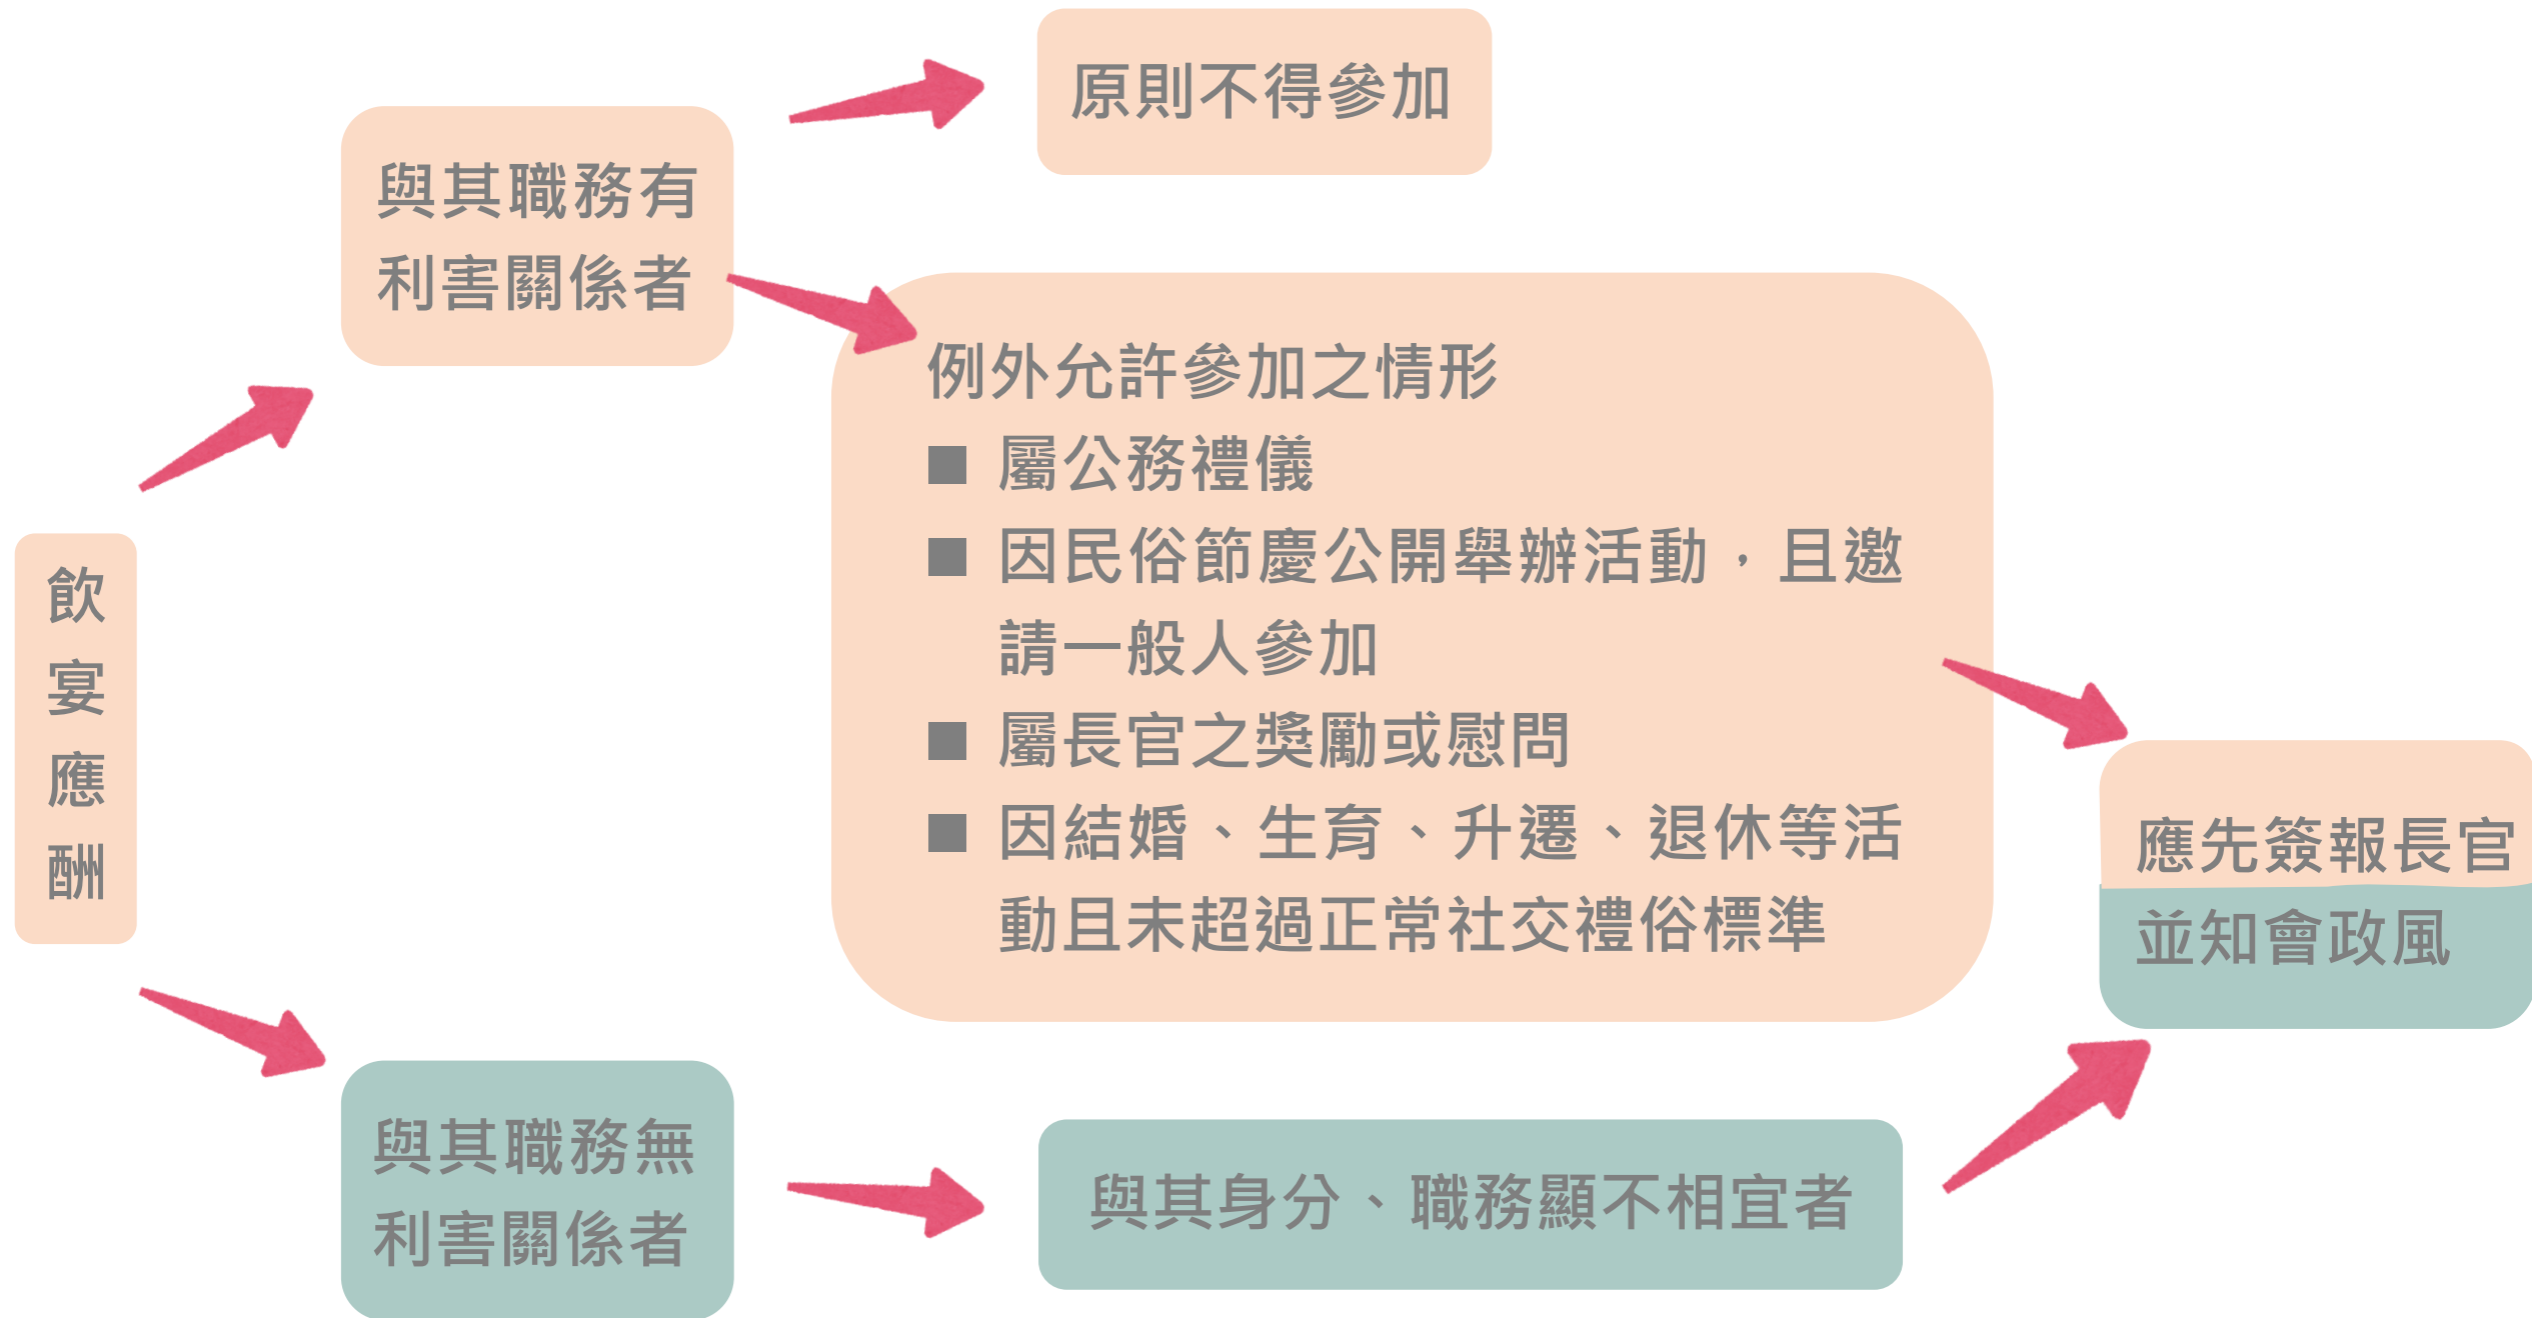 飲宴應酬
與其職務有
利害關係者
原則不得參加
例外允許參加之情形
■ 屬公務禮儀
■ 因民俗節慶公開舉辦活動，且邀
請一般人參加
■ 屬長官之獎勵或慰問
■ 因結婚、生育、升遷、退休等活
動且未超過正常社交禮俗標準
與其職務無
利害關係者
與其身分、職務顯不相宜者
應先簽報長官
並知會政風